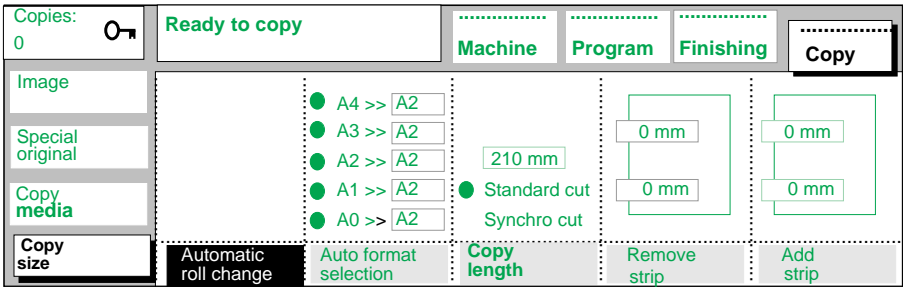 Copies:
0
Ready to copy
Machine
Program
Finishing
Copy
Image
Special
original
Copy
media
Copy
size
A4 >> A2
A3 >> A2
A2 >> A2
A1 >> A2
A0 >> A2
210 mm
Standard cut
Synchro cut
0 mm
0 mm
0 mm
0 mm
Automatic
roll change
Auto format
selection
Copy
length
Remove
strip
Add
strip